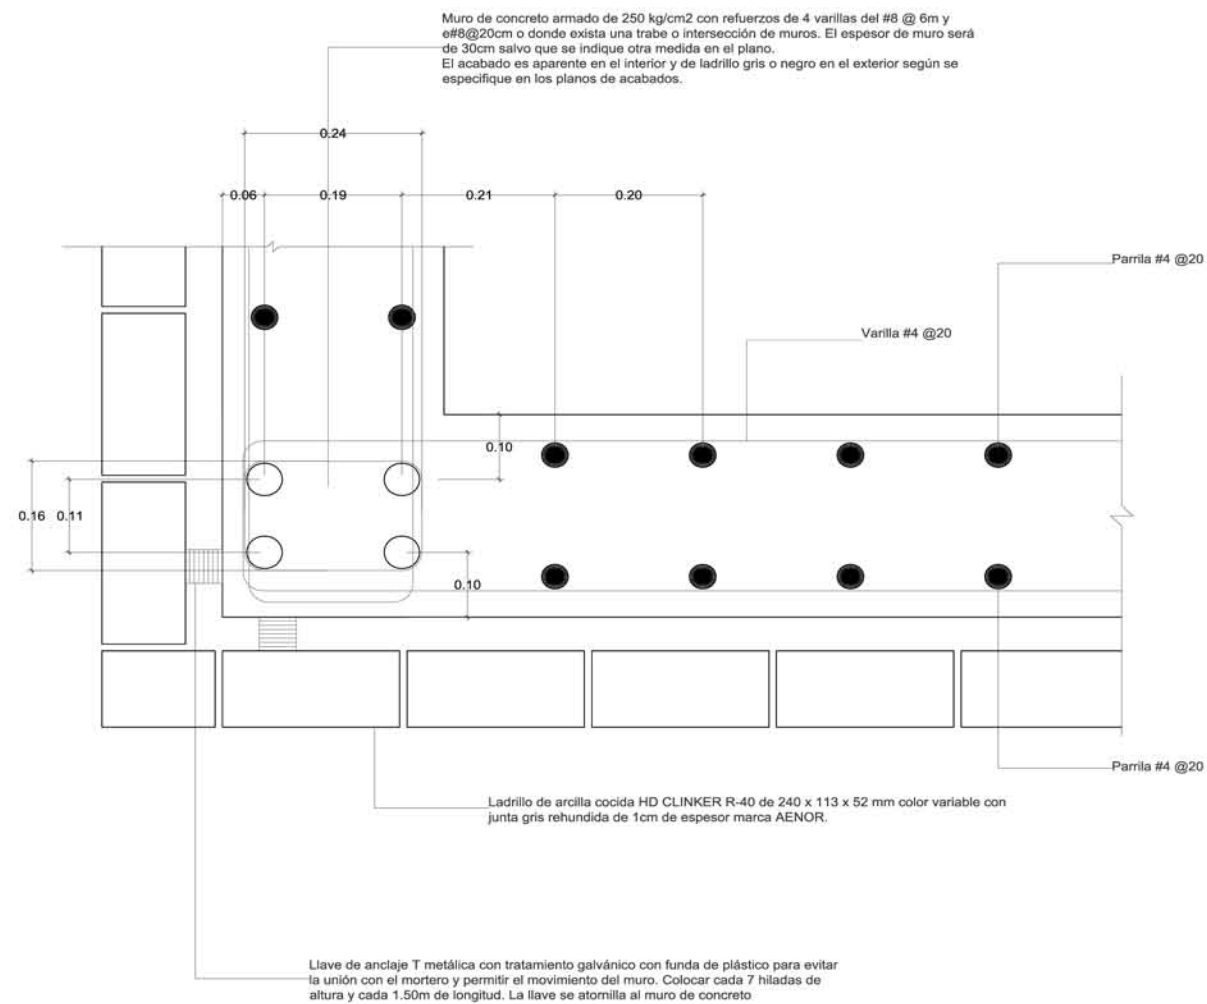 Muro de concreto armado de 250 kg/cm2 con refuerzos de 4 varillas del #8 @ 6m y
e#8@20cm o donde exista una trabe o intersección de muros. El espesor de muro será
de 30cm salvo que se indique otra medida en el plano.
El acabado es aparente en el interior y de ladrillo gris o negro en el exterior según se
especifique en los planos de acabados.
0.24
0.06
0.19
0.21
0.20
Parrila #4 @20
Varilla #4 @20
0.10
0.16
0.11
0.10
Parrila #4 @20
Ladrillo de arcilla cocida HD CLINKER R-40 de 240 x 113 x 52 mm color variable con
junta gris rehundida de 1cm de espesor marca AENOR.
Llave de anclaje T metálica con tratamiento galvánico con funda de plástico para evitar
la unión con el mortero y permitir el movimiento del muro. Colocar cada 7 hiladas de
altura y cada 1.50m de longitud. La llave se atornilla al muro de concreto